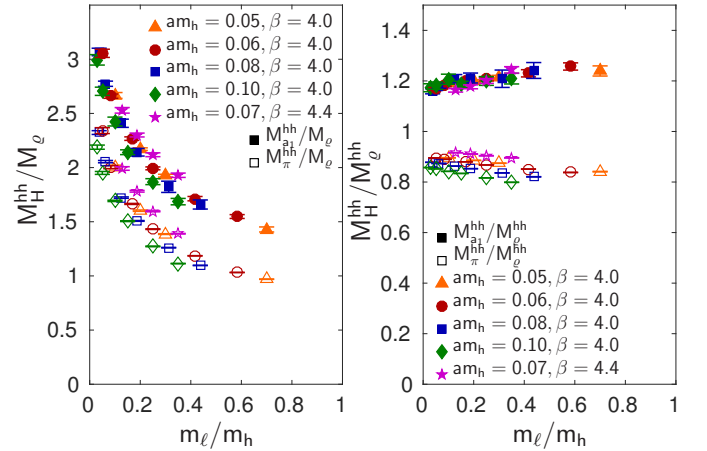 M_H^hh/M_ϱ
3
2.5
2
1.5
1
0.5
0
am_h = 0.05, β = 4.0
am_h = 0.06, β = 4.0
am_h = 0.08, β = 4.0
am_h = 0.10, β = 4.0
am_h = 0.07, β = 4.4
M_a₁^hh/M_ϱ
M_π^hh/M_ϱ
0 0.2 0.4 0.6 0.8 1
m_ℓ/m_h
M_H^hh/M_ϱ^hh
1.4
1.2
1
0.8
0.6
0.4
0.2
0
M_a₁^hh/M_ϱ^hh
M_π^hh/M_ϱ^hh
am_h = 0.05, β = 4.0
am_h = 0.06, β = 4.0
am_h = 0.08, β = 4.0
am_h = 0.10, β = 4.0
am_h = 0.07, β = 4.4
0 0.2 0.4 0.6 0.8 1
m_ℓ/m_h